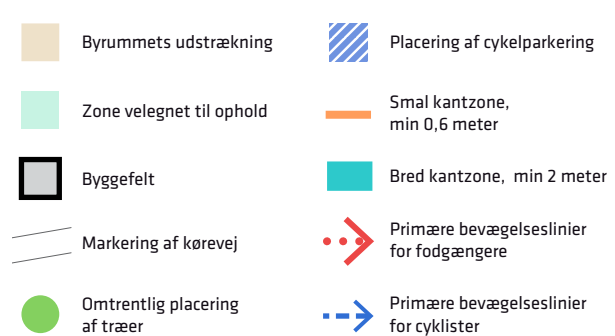 Byrummets udstrækning
Zone velegnet til ophold
Byggefelt
Markering af kørevej
Omtrentlig placering
af træer
Placering af cykelparkering
Smal kantzone,
min 0,6 meter
Bred kantzone, min 2 meter
Primære bevægelseslinier
for fodgængere
Primære bevægelseslinier
for cyklister